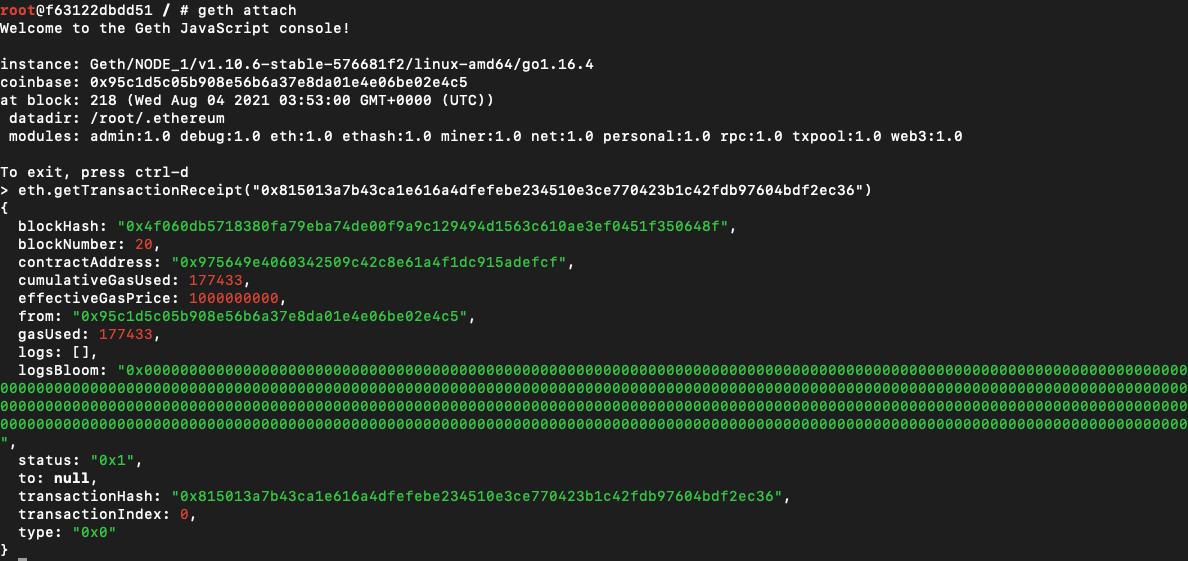 root@f63122dbdd51 / # geth attach
Welcome to the Geth JavaScript console!
instance: Geth/NODE_1/v1.10.6-stable-576681f2/linux-amd64/go1.16.4
coinbase: 0x95c1d5c05b908e56b6a37e8da01e4e06be02e4c5
at block: 218 (Wed Aug 04 2021 03:53:00 GMT+0000 (UTC))
 datadir: /root/.ethereum
 modules: admin:1.0 debug:1.0 eth:1.0 ethash:1.0 miner:1.0 net:1.0 personal:1.0 rpc:1.0 txpool:1.0 web3:1.0
To exit, press ctrl-d
> eth.getTransactionReceipt("0x815013a7b43ca1e616a4dfefebe234510e3ce770423b1c42fdb97604bdf2ec36")
{
  blockHash: "0x4f060db5718380fa79eba74de00f9a9c129494d1563c610ae3ef0451f350648f",
  blockNumber: 20,
  contractAddress: "0x975649e4060342509c42c8e61a4f1dc915adefcf",
  cumulativeGasUsed: 177433,
  effectiveGasPrice: 1000000000,
  from: "0x95c1d5c05b908e56b6a37e8da01e4e06be02e4c5",
  gasUsed: 177433,
  logs: [],
  logsBloom: "0x00000000000000000000000000000000000000000000000000000000000000000000000000000000000000000000000000000000000000000000
000000000000000000000000000000000000000000000000000000000000000000000000000000000000000000000000000000000000000000000000000000000000
000000000000000000000000000000000000000000000000000000000000000000000000000000000000000000000000000000000000000000000000000000000000
000000000000000000000000000000000000000000000000000000000000000000000000000000000000000000000000000000000000000000000000000000000000
",
  status: "0x1",
  to: null,
  transactionHash: "0x815013a7b43ca1e616a4dfefebe234510e3ce770423b1c42fdb97604bdf2ec36",
  transactionIndex: 0,
  type: "0x0"
}